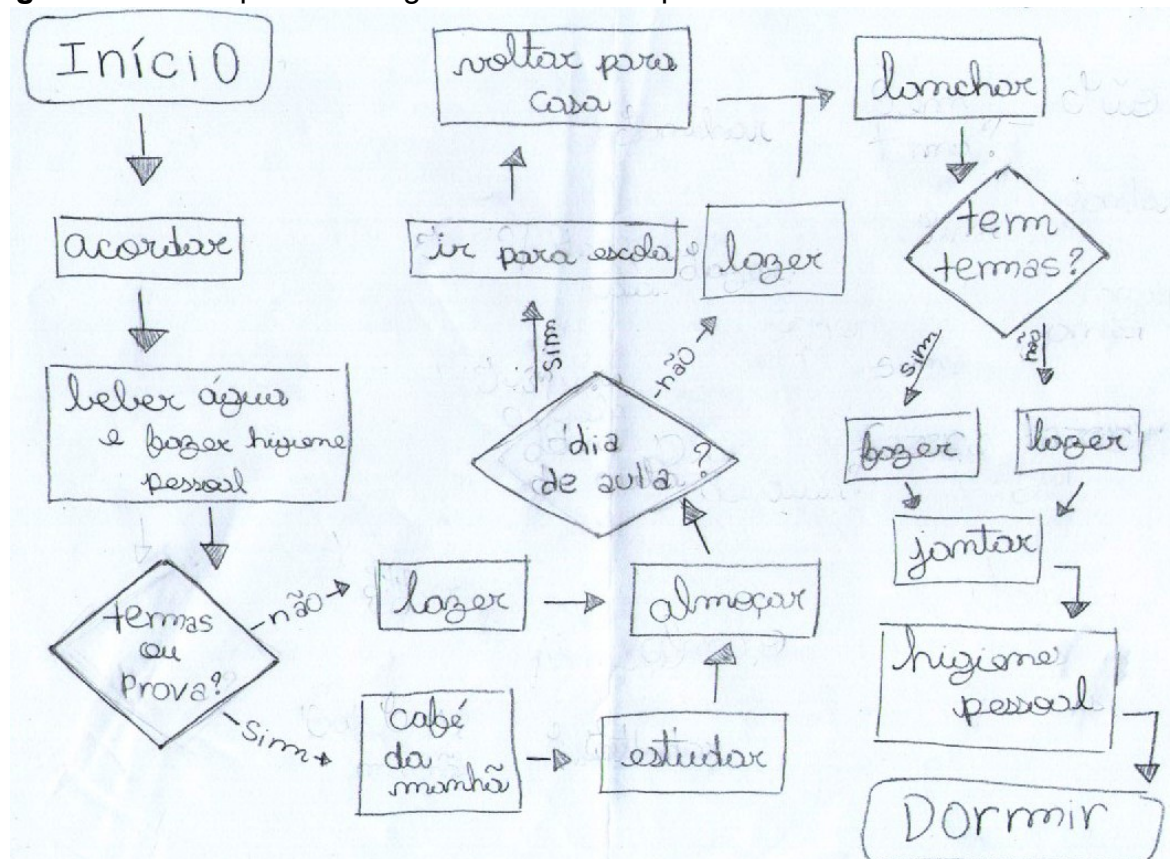 Início
acordar
beber água
e fazer higiene
pessoal
temas
ou
Prova?
não
Sim
lazer
café
da
manhã
estudar
almoçar
dia
de aula?
sim
não
ir para escola
voltar para
casa
lazer
lanchar
tem
temas?
sim
não
fazer
lazer
jantar
higiene
pessoal
Dormir